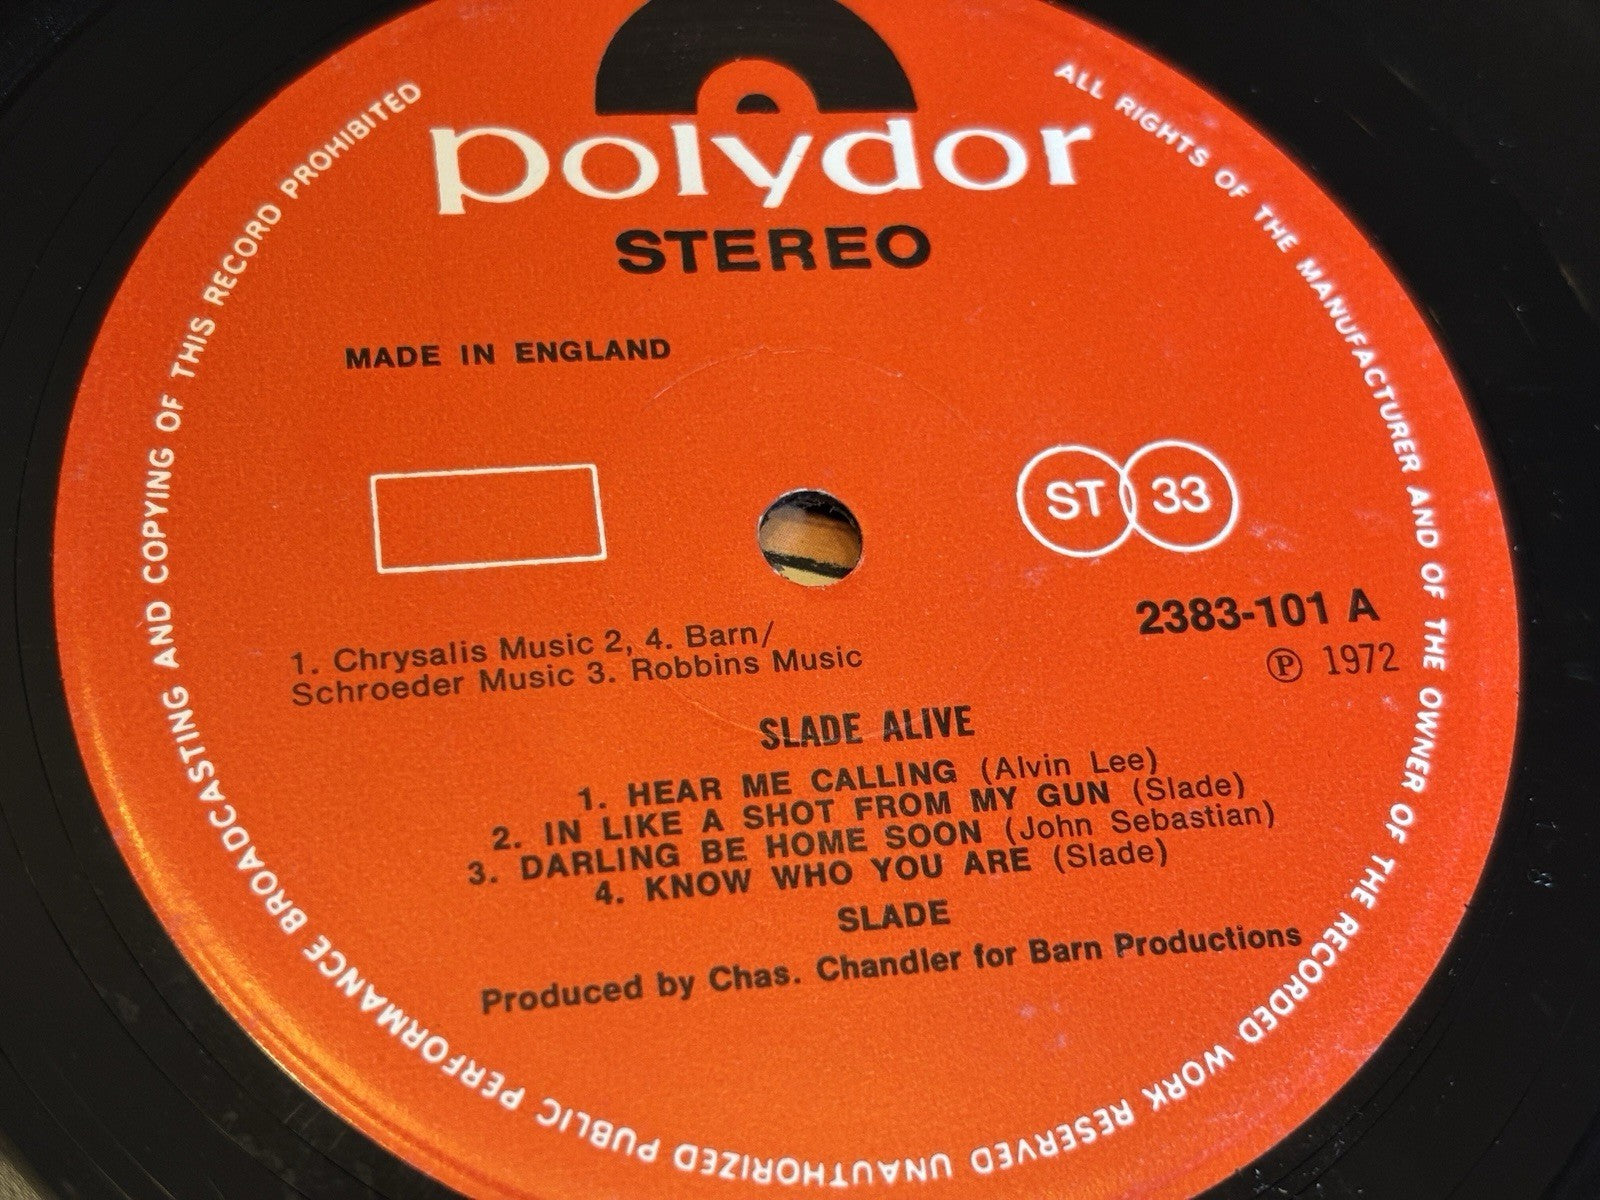 polydor
STEREO
MADE IN ENGLAND
ST 33
2383-101 A
℗ 1972
1. Chrysalis Music 2, 4. Barn/
Schroeder Music 3. Robbins Music
SLADE ALIVE
1. HEAR ME CALLING (Alvin Lee)
2. IN LIKE A SHOT FROM MY GUN (Slade)
3. DARLING BE HOME SOON (John Sebastian)
4. KNOW WHO YOU ARE (Slade)
SLADE
Produced by Chas. Chandler for Barn Productions
ALL RIGHTS OF THE MANUFACTURER AND OF THE OWNER OF THE RECORDED WORK RESERVED UNAUTHORIZED PUBLIC PERFORMANCE BROADCASTING AND COPYING OF THIS RECORD PROHIBITED